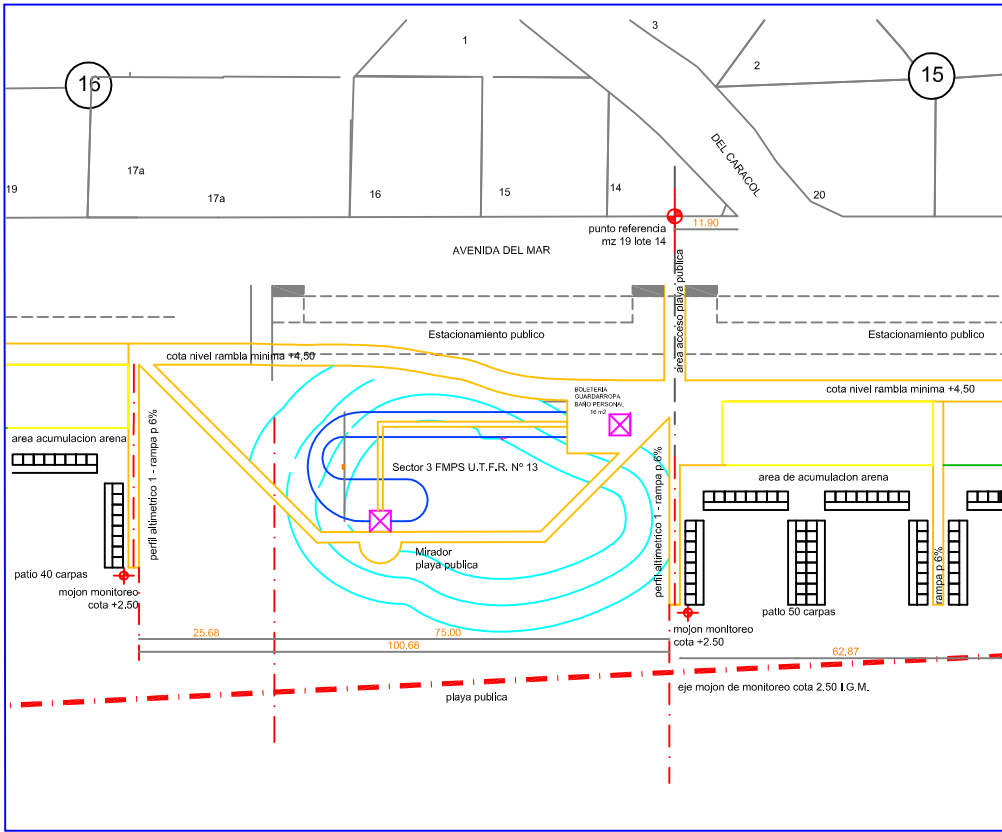 1
3
2
16
15
17a
19
17a
16
15
14
20
DEL CARACOL
punto referencia
mz 19 lote 14
11.90
AVENIDA DEL MAR
area acceso playa publica
Estacionamiento publico
Estacionamiento publico
cota nivel rambla minima +4,50
cota nivel rambla minima +4,50
BOLETERIA
GUARDARROPA
BAÑO PERSONAL
16 m2
area acumulacion arena
perfil altimetrico 1 - rampa p 6%
Sector 3 FMPS U.T.F.R. Nº 13
perfil altimetrico 1 - rampa p 6%
area de acumulacion arena
rampa p 6%
Mirador
playa publica
patio 40 carpas
mojon monitoreo
cota +2.50
patio 50 carpas
mojon monitoreo
cota +2.50
25.68
75.00
100.68
62.87
eje mojon de monitoreo cota 2.50 I.G.M.
playa publica